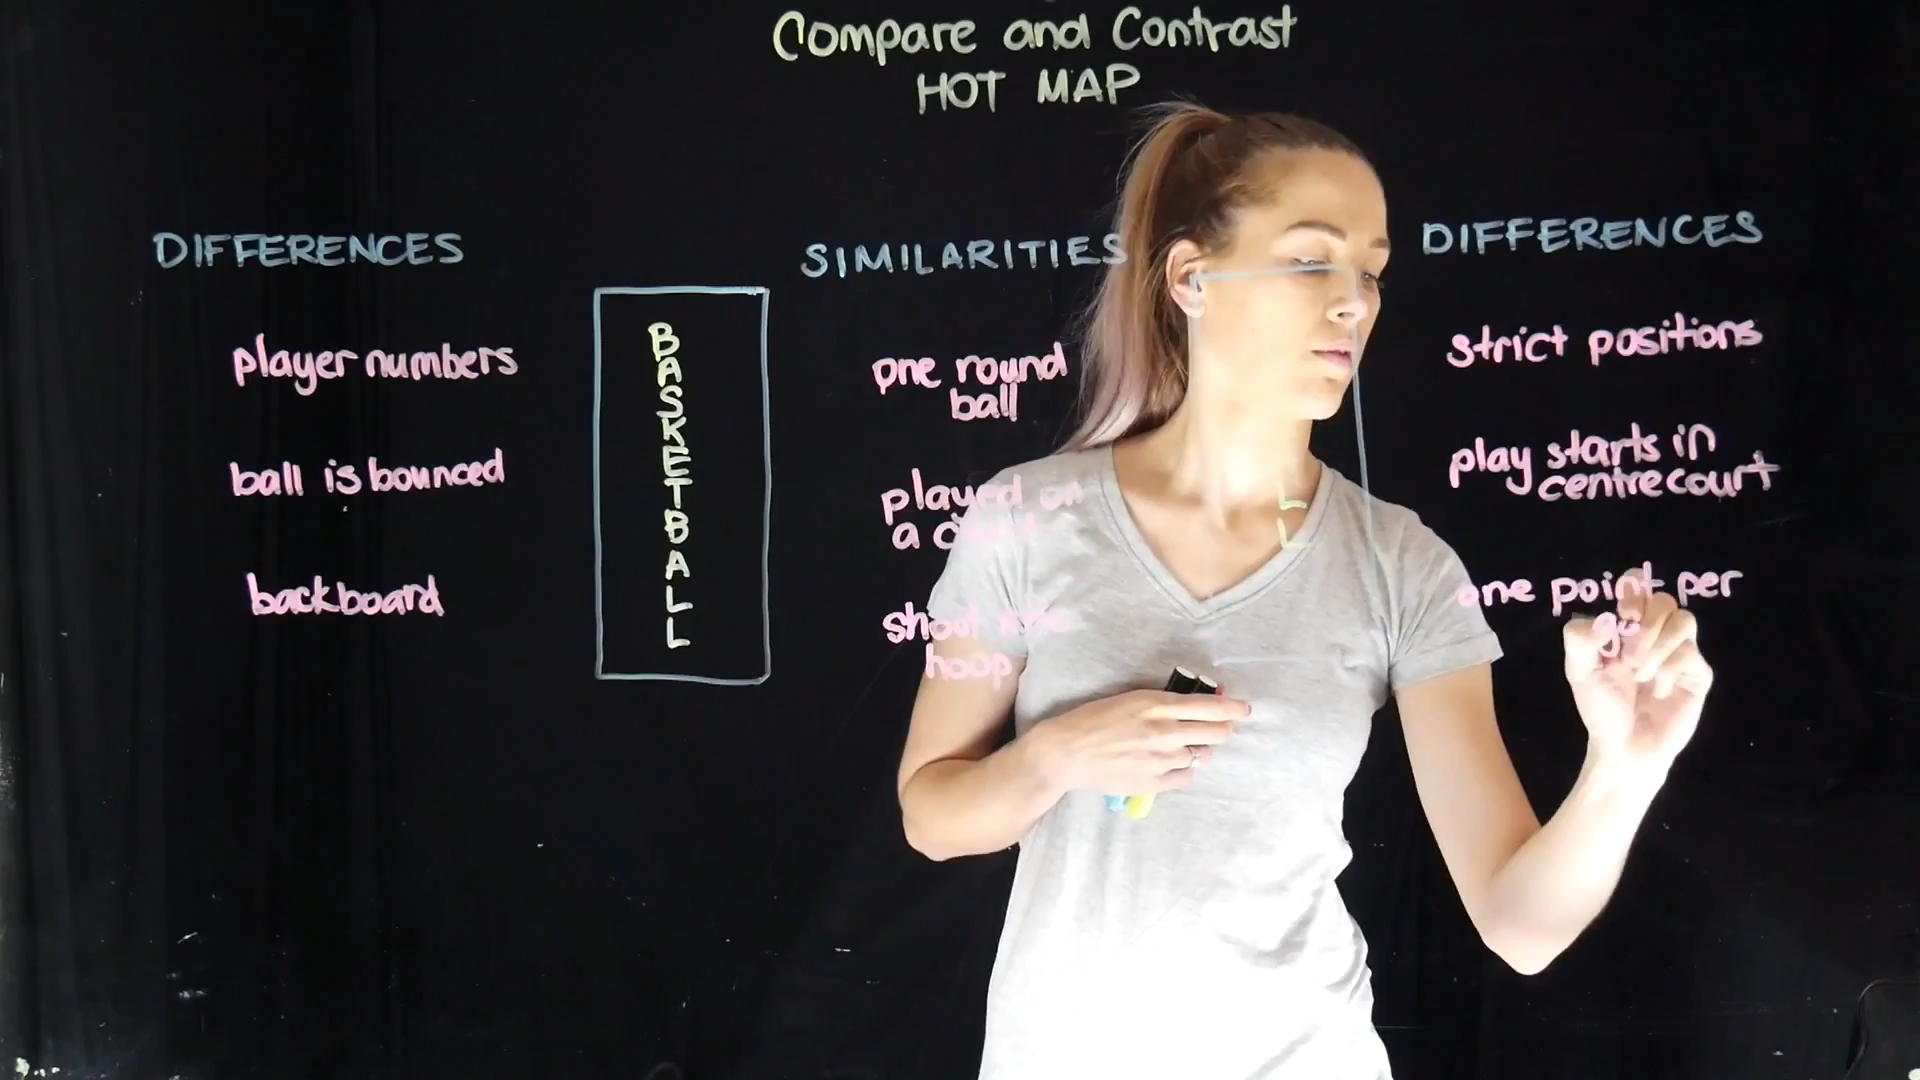 Compare and Contrast
HOT MAP
DIFFERENCES
player numbers
ball is bounced
backboard
BASKETBALL
SIMILARITIES
one round
ball
played on
a
shoot
hoop
LL
DIFFERENCES
strict positions
play starts in
centre court
one point per